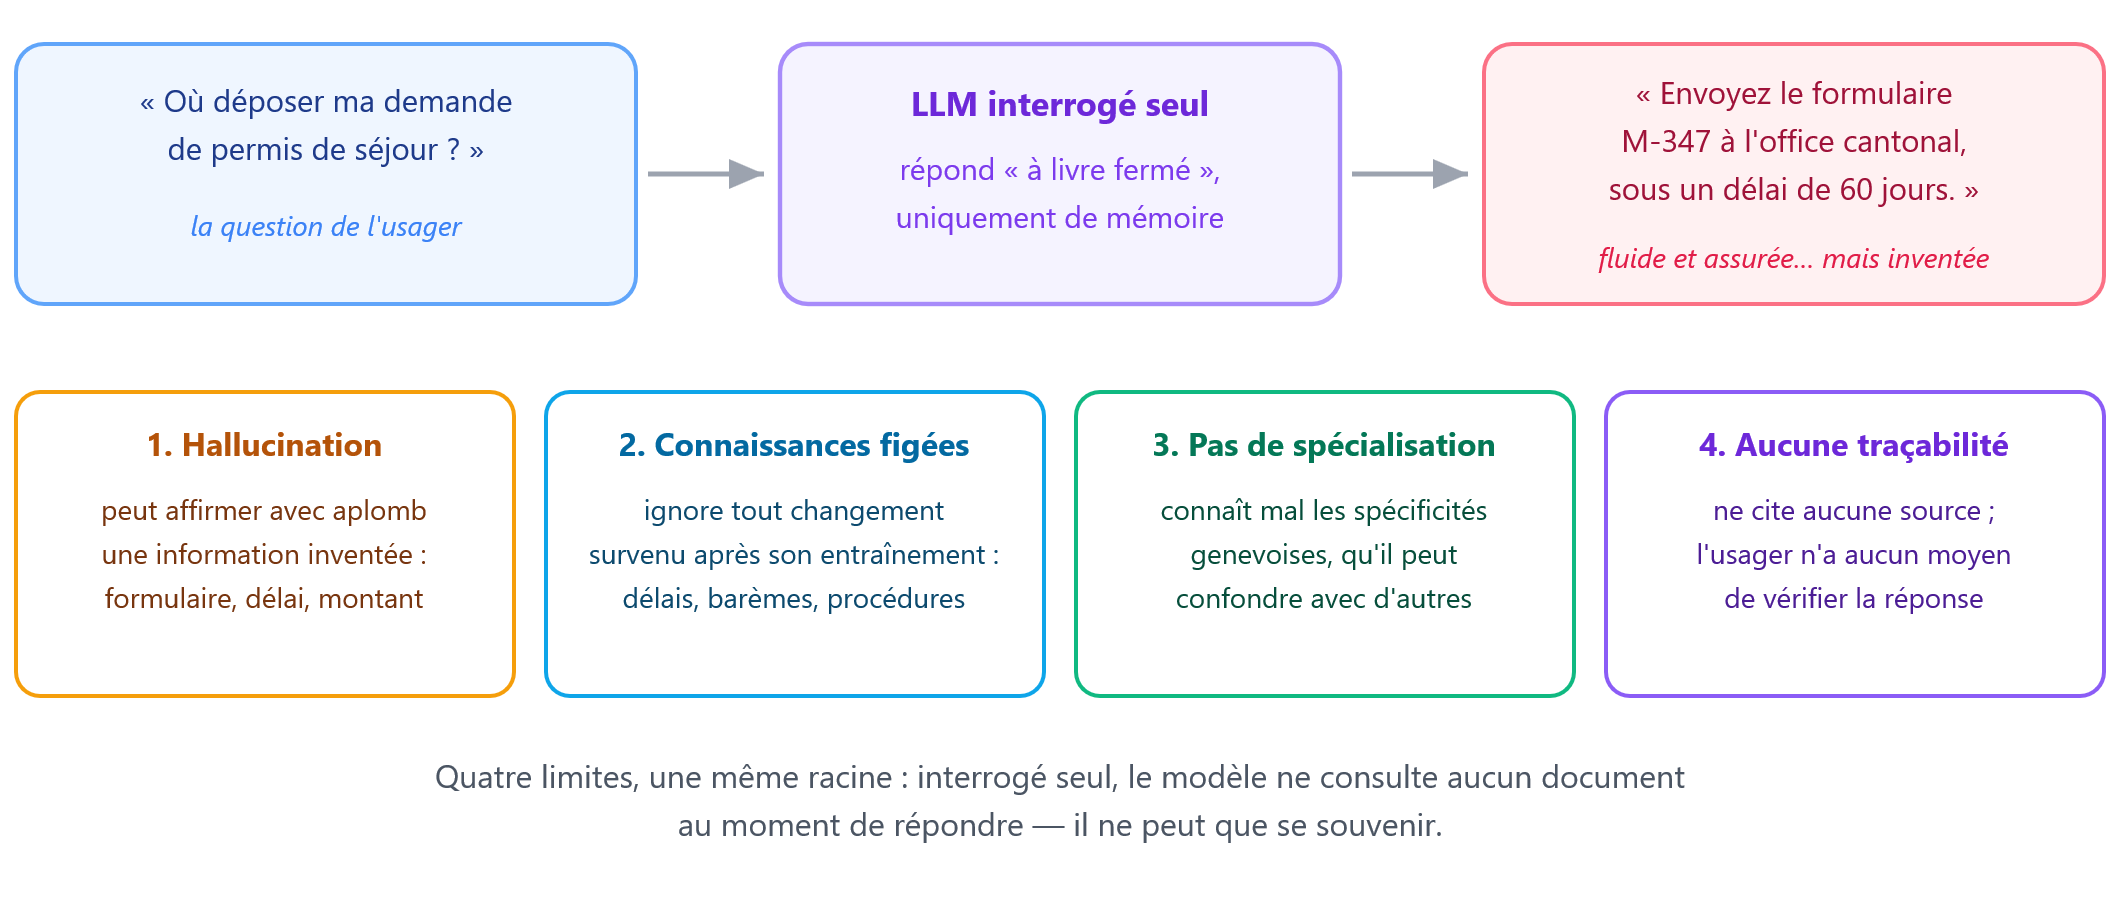 « Où déposer ma demande
de permis de séjour ? »
la question de l'usager
LLM interrogé seul
répond « à livre fermé »,
uniquement de mémoire
« Envoyez le formulaire
M-347 à l'office cantonal,
sous un délai de 60 jours. »
fluide et assurée... mais inventée
1. Hallucination
peut affirmer avec aplomb
une information inventée :
formulaire, délai, montant
2. Connaissances figées
ignore tout changement
survenu après son entraînement :
délais, barèmes, procédures
3. Pas de spécialisation
connaît mal les spécificités
genevoises, qu'il peut
confondre avec d'autres
4. Aucune traçabilité
ne cite aucune source ;
l'usager n'a aucun moyen
de vérifier la réponse
Quatre limites, une même racine : interrogé seul, le modèle ne consulte aucun document
au moment de répondre — il ne peut que se souvenir.